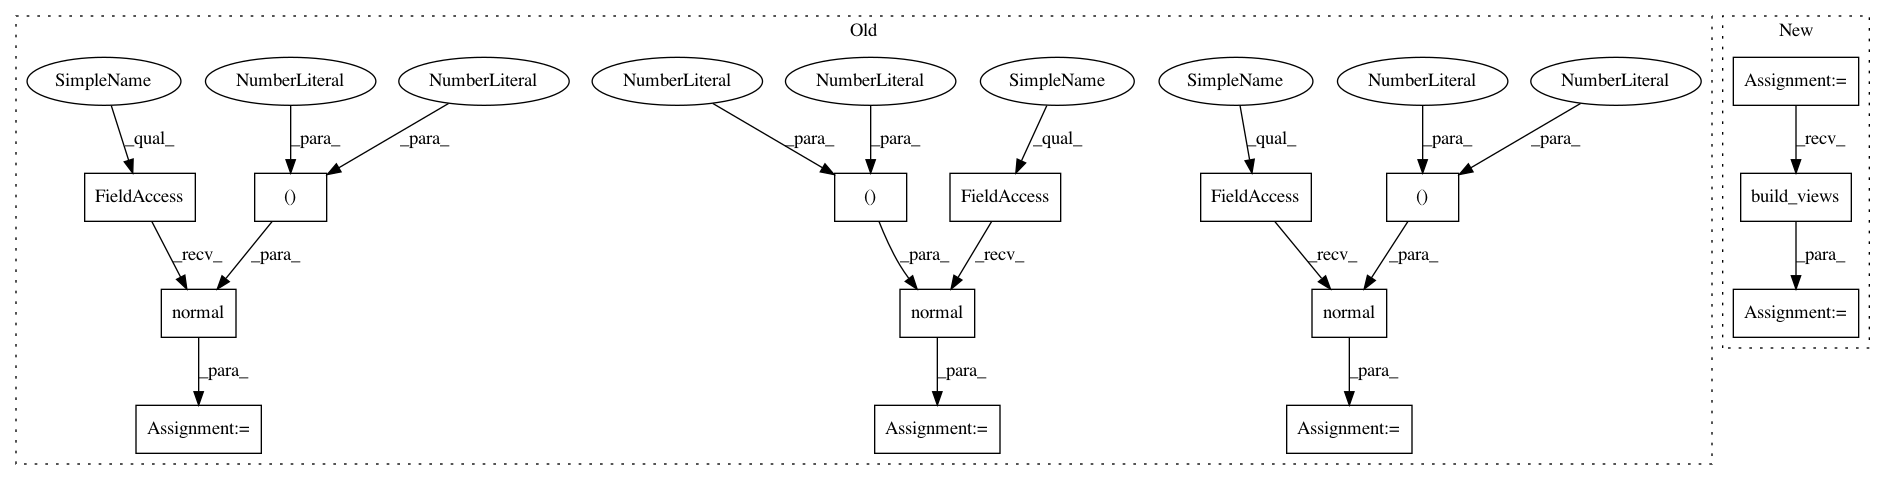 Old
New
SimpleName
NumberLiteral
NumberLiteral
NumberLiteral
NumberLiteral
SimpleName
SimpleName
NumberLiteral
NumberLiteral
Assignment:=
_qual_
_para_
_para_
_para_
_para_
_qual_
_qual_
_para_
_para_
_recv_
FieldAccess
()
()
FieldAccess
FieldAccess
()
build_views
_recv_
_para_
_para_
_recv_
_recv_
_para_
_para_
normal
normal
normal
Assignment:=
_para_
_para_
_para_
Assignment:=
Assignment:=
Assignment:=